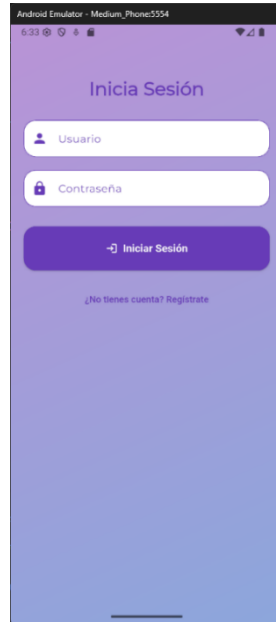 Android Emulator - Medium_Phone:5554
6:33
Inicia Sesión
Usuario
Contraseña
Iniciar Sesión
¿No tienes cuenta? Regístrate